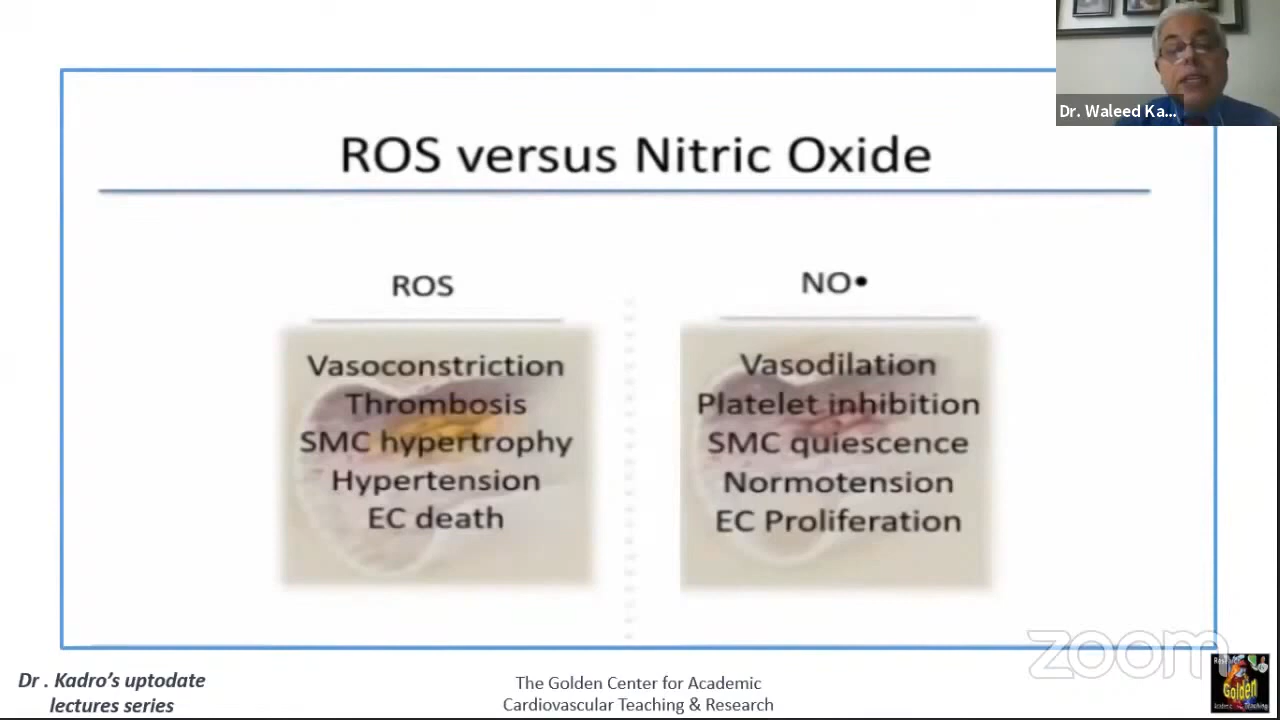 Dr. Waleed Ka...
ROS versus Nitric Oxide
ROS
Vasoconstriction
Thrombosis
SMC hypertrophy
Hypertension
EC death
NO•
Vasodilation
Platelet inhibition
SMC quiescence
Normotension
EC Proliferation
zoom
Dr . Kadro's uptodate
lectures series
The Golden Center for Academic
Cardiovascular Teaching & Research
Golden